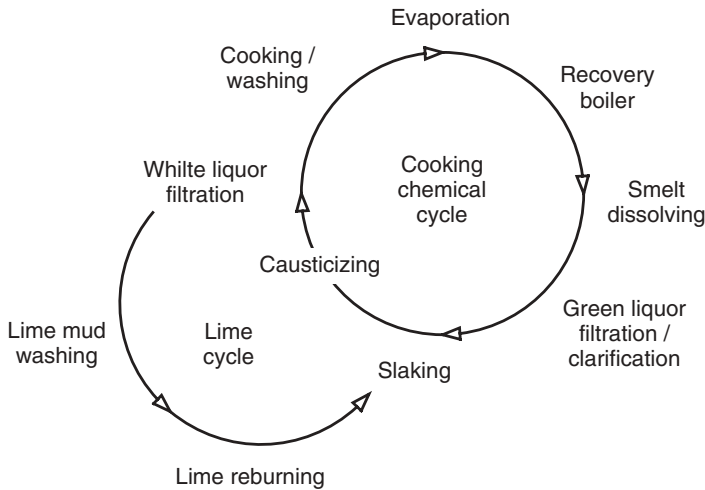 Evaporation
Cooking /
washing
Recovery
boiler
Whilte liquor
filtration
Cooking
chemical
cycle
Smelt
dissolving
Causticizing
Lime mud
washing
Lime
cycle
Green liquor
filtration /
clarification
Slaking
Lime reburning